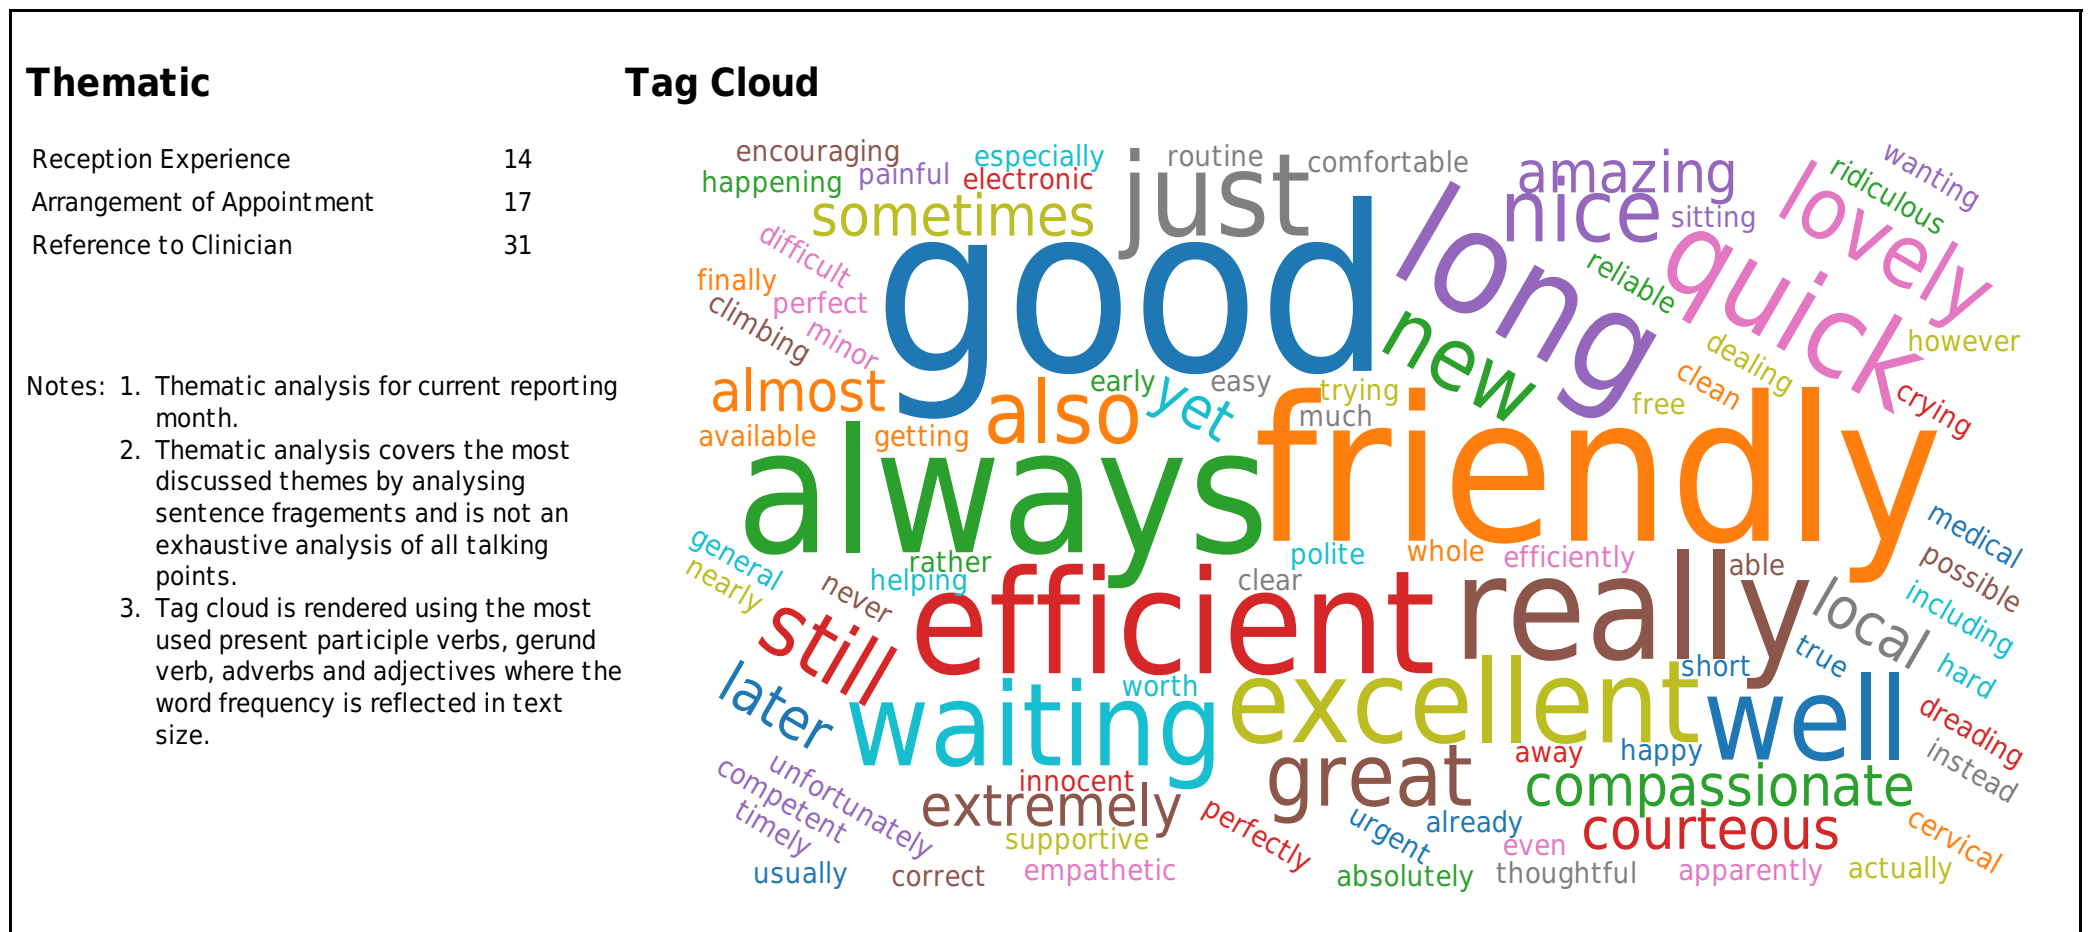 Thematic
Reception Experience 14
Arrangement of Appointment 17
Reference to Clinician 31
Notes: 1. Thematic analysis for current reporting
month.
2. Thematic analysis covers the most
discussed themes by analysing
sentence fragements and is not an
exhaustive analysis of all talking
points.
3. Tag cloud is rendered using the most
used present participle verbs, gerund
verb, adverbs and adjectives where the
word frequency is reflected in text
size.
Tag Cloud
encouraging
especially
routine
comfortable
wanting
happening
painful
electronic
just
amazing
ridiculous
sometimes
nice
sitting
lovely
difficult
good
long
quick
reliable
finally
perfect
climbing
minor
new
dealing
however
almost
also
early
yet
easy
trying
much
free
clean
crying
available
getting
always
friendly
general
nearly
rather
helping
never
polite
whole
efficiently
able
medical
possible
including
clear
efficient
really
local
still
true
hard
short
later
waiting
worth
excellent
well
dreading
instead
away
happy
great
compassionate
unfortunately
competent
timely
innocent
extremely
perfectly
urgent
already
courteous
cervical
supportive
even
usually
correct
empathetic
absolutely
thoughtful
apparently
actually